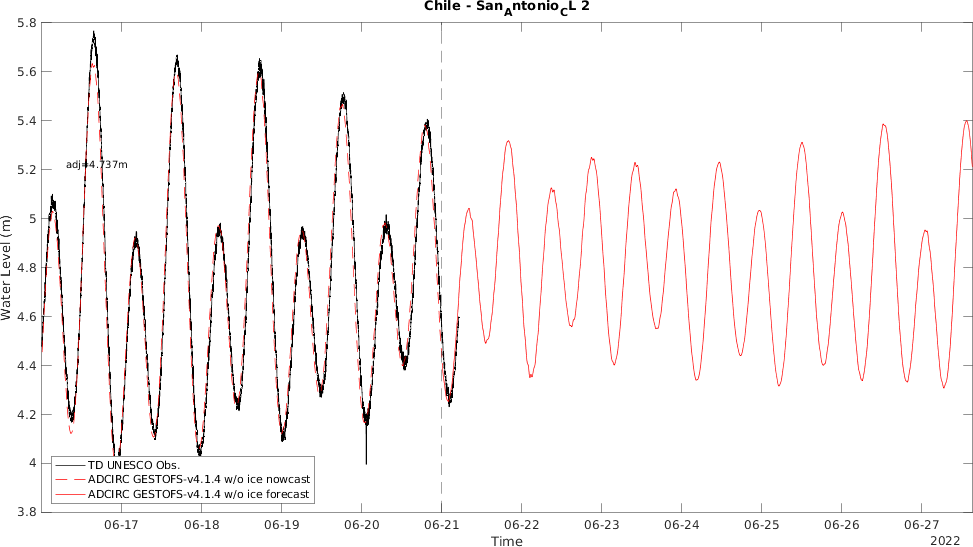 Chile - SanAntonioCL 2
5.8
5.6
5.4
5.2
5
4.8
4.6
4.4
4.2
4
3.8
Water Level (m)
adj=4.737m
TD UNESCO Obs.
ADCIRC GESTOFS-v4.1.4 w/o ice nowcast
ADCIRC GESTOFS-v4.1.4 w/o ice forecast
06-17 06-18 06-19 06-20 06-21 06-22 06-23 06-24 06-25 06-26 06-27
Time
2022